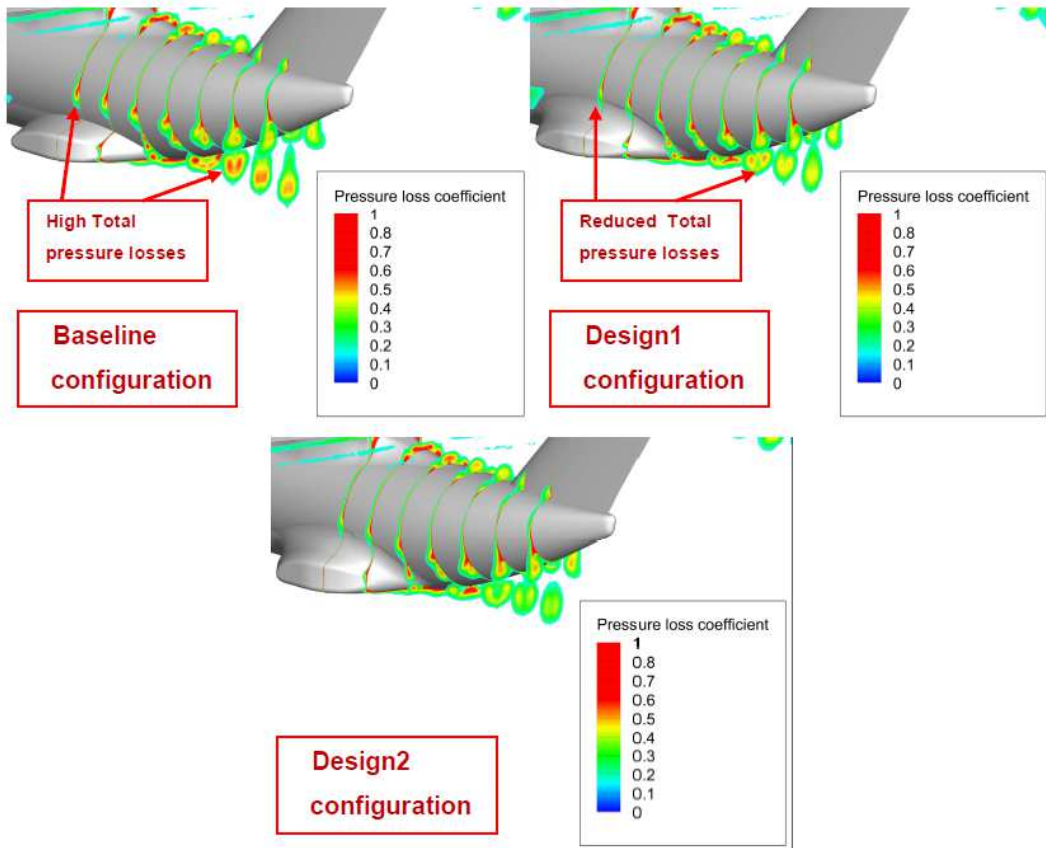 High Total
pressure losses
Baseline
configuration
Pressure loss coefficient
1
0.8
0.9
0.7
0.6
0.5
0.4
0.3
0.2
0.1
0
Reduced Total
pressure losses
Design1
configuration
Pressure loss coefficient
1
0.8
0.9
0.7
0.6
0.5
0.4
0.3
0.2
0.1
0
Design2
configuration
Pressure loss coefficient
1
0.8
0.7
0.6
0.5
0.4
0.3
0.2
0.1
0